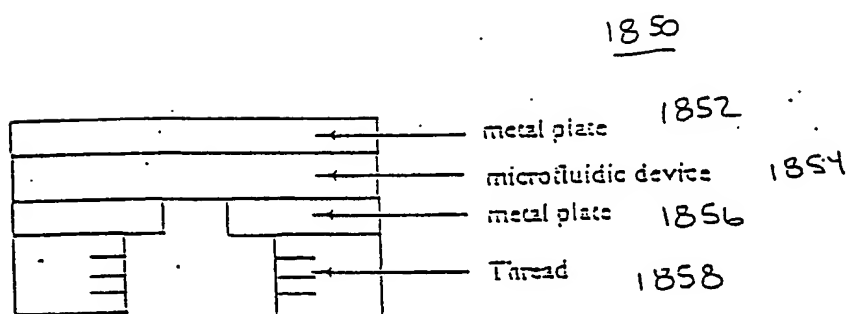 1850
metal plate 1852
microfluidic device 1854
metal plate 1856
Thread 1858